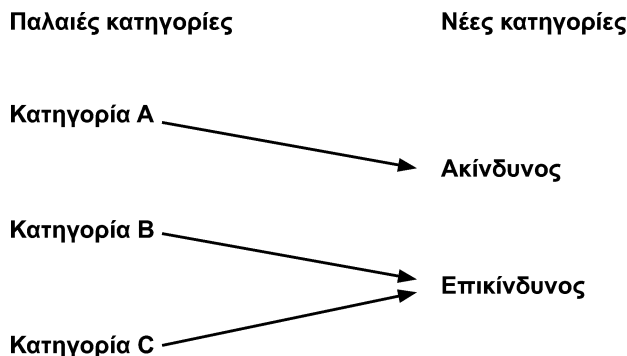 Παλαιές κατηγορίες
Νέες κατηγορίες
Κατηγορία A
Ακίνδυνος
Κατηγορία B
Επικίνδυνος
Κατηγορία C